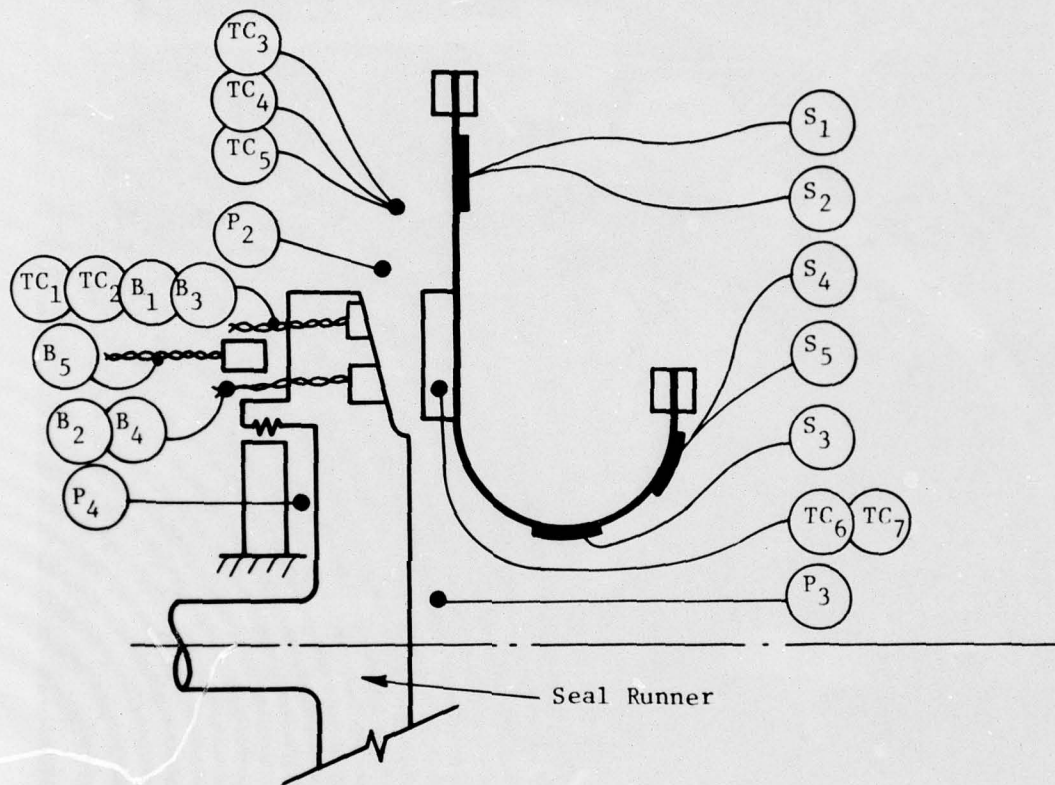 TC3
TC4
TC5
P2
TC1 TC2 B1 B3
B5
B2 B4
P4
S1
S2
S4
S5
S3
TC6 TC7
P3
Seal Runner